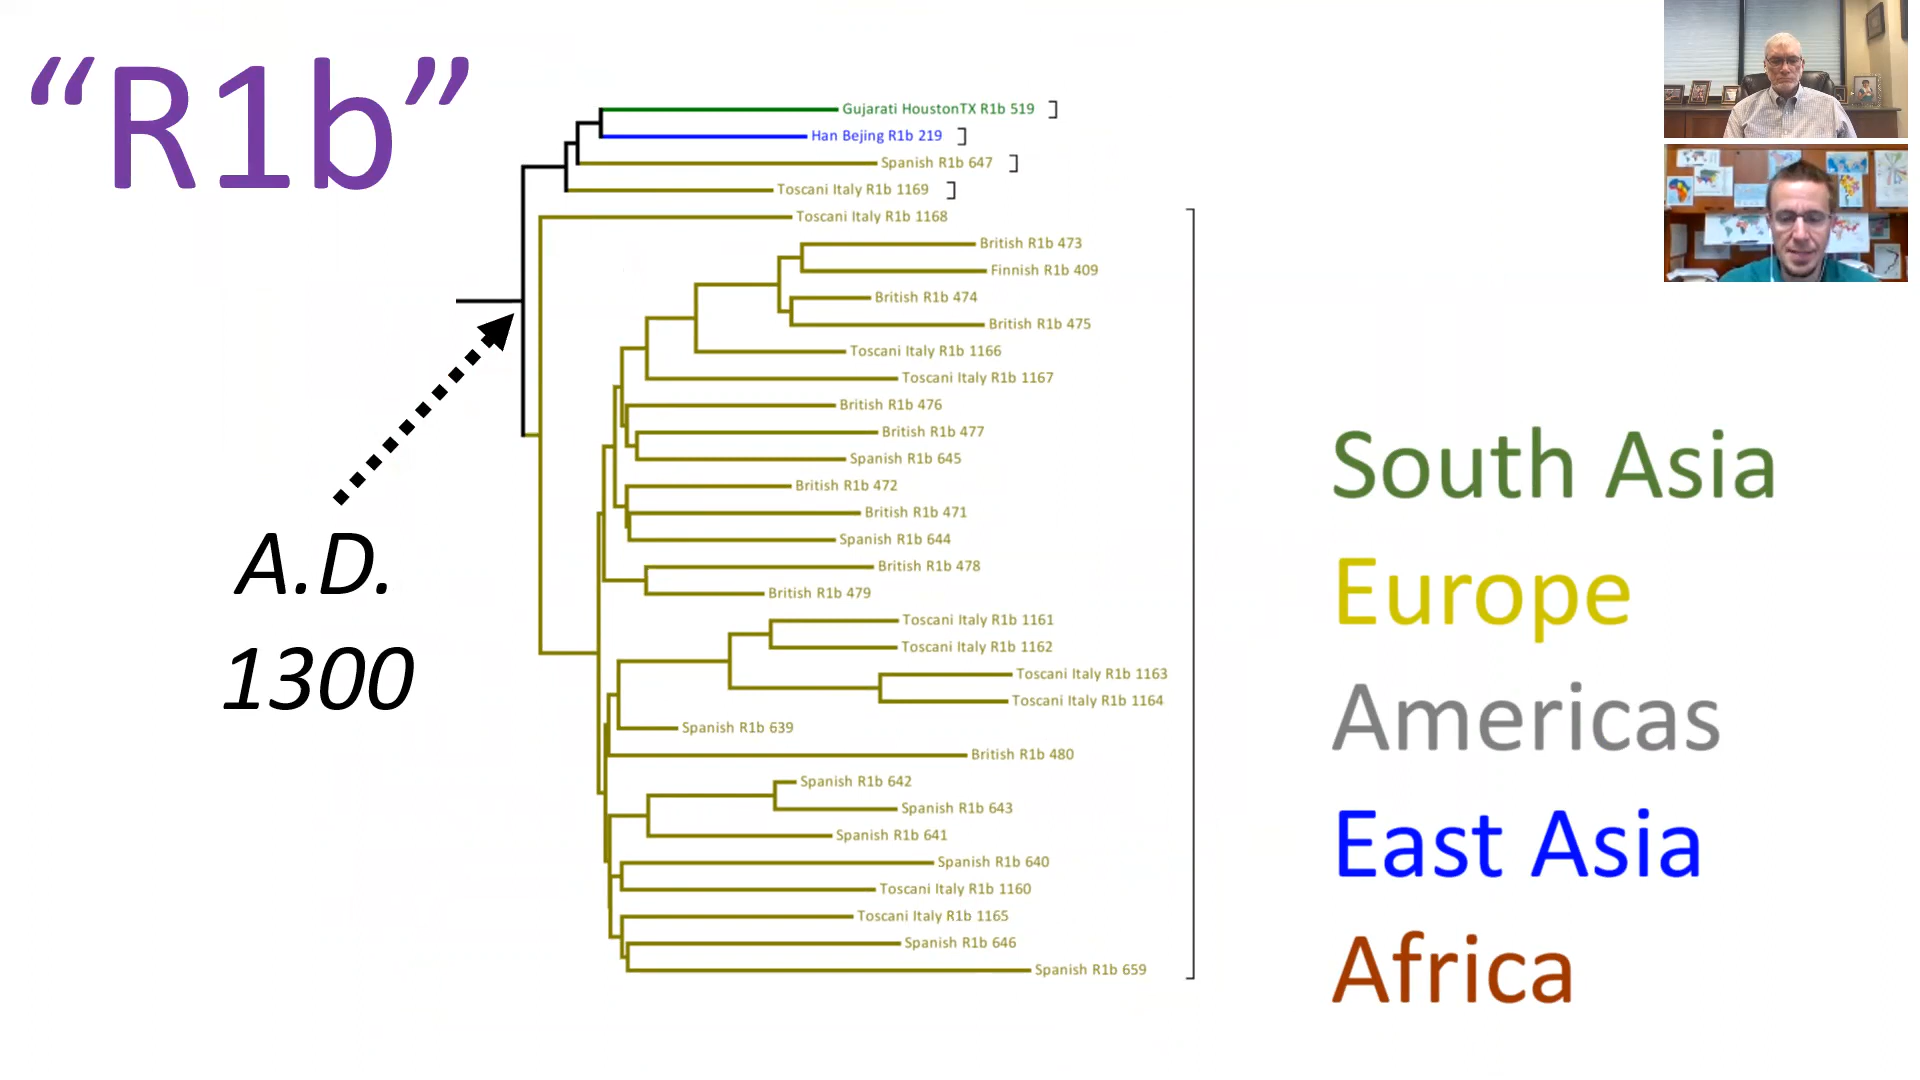 “R1b”
Gujarati HoustonTX R1b 519
Han Bejing R1b 219
Spanish R1b 647
Toscani Italy R1b 1169
Toscani Italy R1b 1168
British R1b 473
Finnish R1b 409
British R1b 474
British R1b 475
Toscani Italy R1b 1166
Toscani Italy R1b 1167
British R1b 476
British R1b 477
Spanish R1b 645
British R1b 472
British R1b 471
Spanish R1b 644
British R1b 478
British R1b 479
Toscani Italy R1b 1161
Toscani Italy R1b 1162
Toscani Italy R1b 1163
Toscani Italy R1b 1164
Spanish R1b 639
British R1b 480
Spanish R1b 642
Spanish R1b 643
Spanish R1b 641
Spanish R1b 640
Toscani Italy R1b 1160
Toscani Italy R1b 1165
Spanish R1b 646
Spanish R1b 659
A.D.
1300
South Asia
Europe
Americas
East Asia
Africa